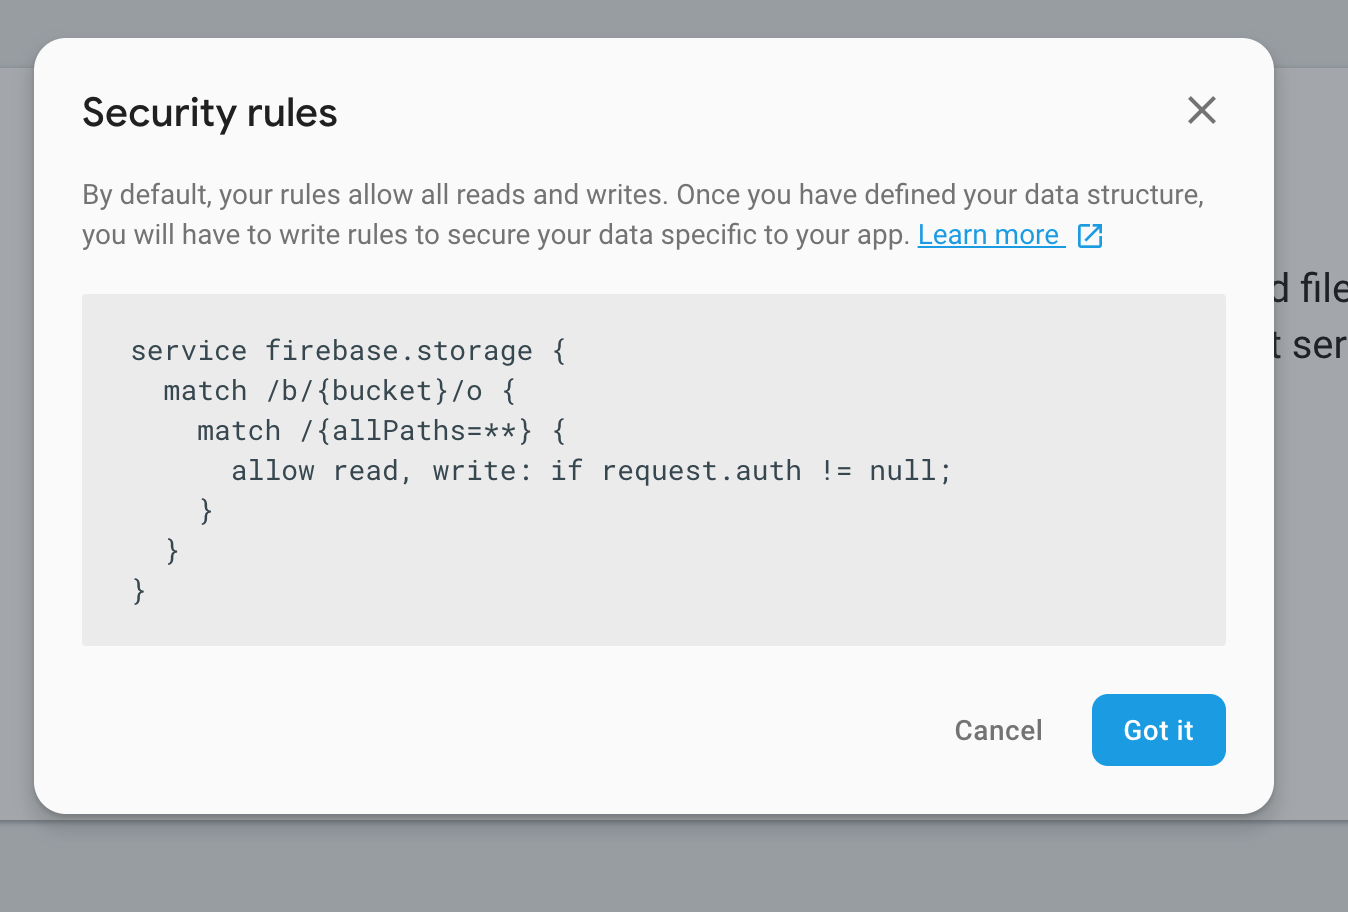 Security rules
By default, your rules allow all reads and writes. Once you have defined your data structure,
you will have to write rules to secure your data specific to your app. Learn more
d file
t ser
service firebase.storage {
  match /b/{bucket}/o {
    match /{allPaths=**} {
      allow read, write: if request.auth != null;
    }
  }
}
Cancel
Got it